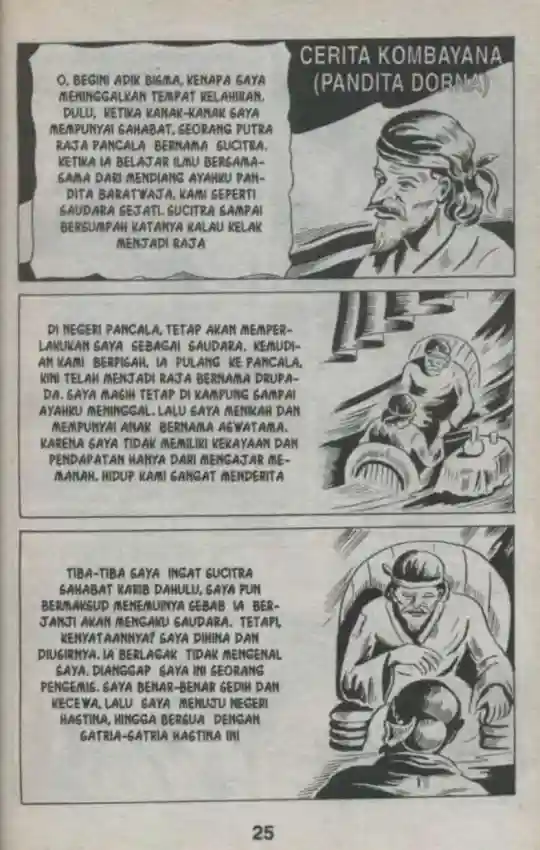 CERITA KOMBAYANA
(PANDITA DORNA)
O, BEGINI ADIK BISMA, KENAPA SAYA
MENINGGALKAN TEMPAT KELAHIRAN.
DULU, KETIKA KANAK-KANAK SAYA
MEMPUNYAI SAHABAT, SEORANG PUTRA
RAJA PANCALA BERNAMA SUCITRA.
KETIKA IA BELAJAR ILMU BERSAMA-
SAMA DARI MENDIANG AYAHKU PAN-
DITA BARATWAJA, KAMI SEPERTI
SAUDARA SEJATI. SUCITRA SAMPAI
BERSUMPAH KATANYA KALAU KELAK
MENJADI RAJA
DI NEGERI PANCALA, TETAP AKAN MEMPER-
LAKUKAN SAYA SEBAGAI SAUDARA. KEMUDI-
AN KAMI BERPISAH. IA PULANG KE PANCALA,
KINI TELAH MENJADI RAJA BERNAMA DRUPA-
DA. SAYA MASIH TETAP DI KAMPUNG SAMPAI
AYAHKU MENINGGAL. LALU SAYA MENIKAH DAN
MEMPUNYAI ANAK BERNAMA ASWATAMA.
KARENA SAYA TIDAK MEMILIKI KEKAYAAN DAN
PENDAPATAN HANYA DARI MENGAJAR ME-
MANAH. HIDUP KAMI SANGAT MENDERITA
TIBA-TIBA SAYA INGAT SUCITRA
SAHABAT KARIB DAHULU, SAYA PUN
BERMAKSUD MENEMUINYA SEBAB IA BER-
JANJI AKAN MENGAKU SAUDARA. TETAPI,
KENYATAANNYA? SAYA DIHINA DAN
DIUSIRNYA. IA BERLAGAK TIDAK MENGENAL
SAYA. DIANGGAP SAYA INI SEORANG
PENGEMIS. SAYA BENAR-BENAR SEDIH DAN
KECEWA. LALU SAYA MENUJU NEGERI
HASTINA, HINGGA BERSUA DENGAN
SATRIA-SATRIA HASTINA INI
25